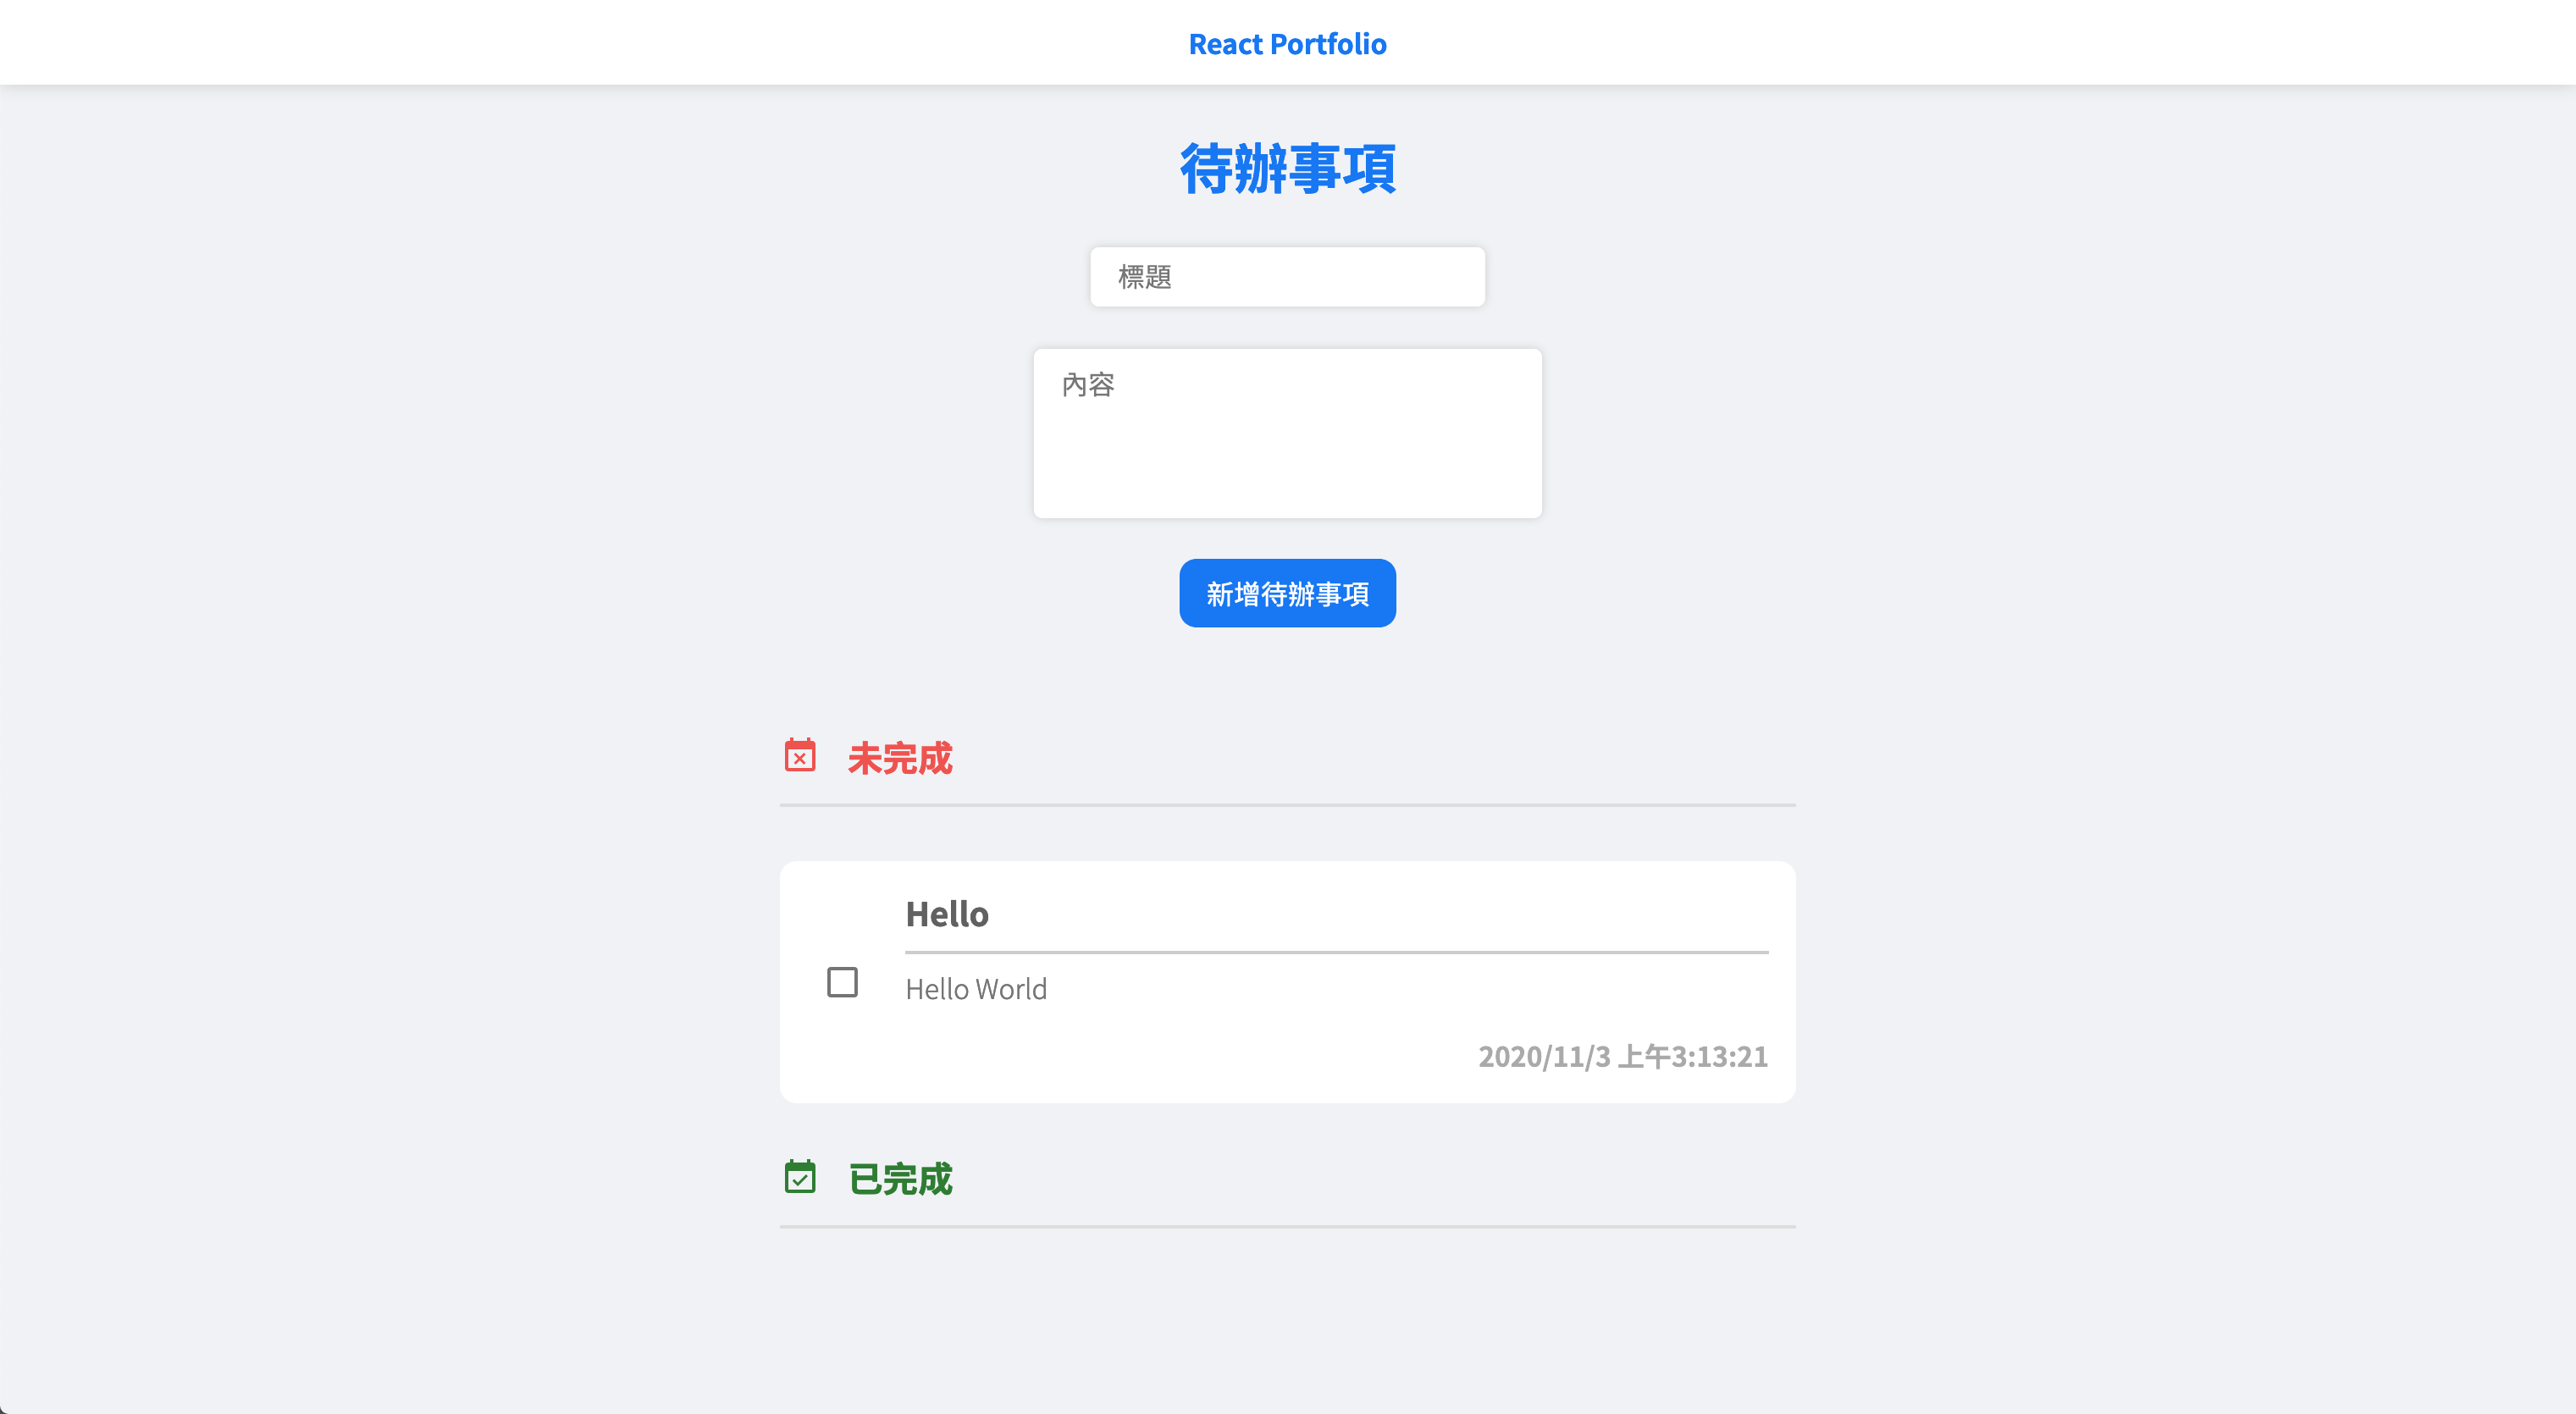 React Portfolio
待辦事項
標題
內容
新增待辦事項
未完成
Hello
Hello World
2020/11/3 上午3:13:21
已完成